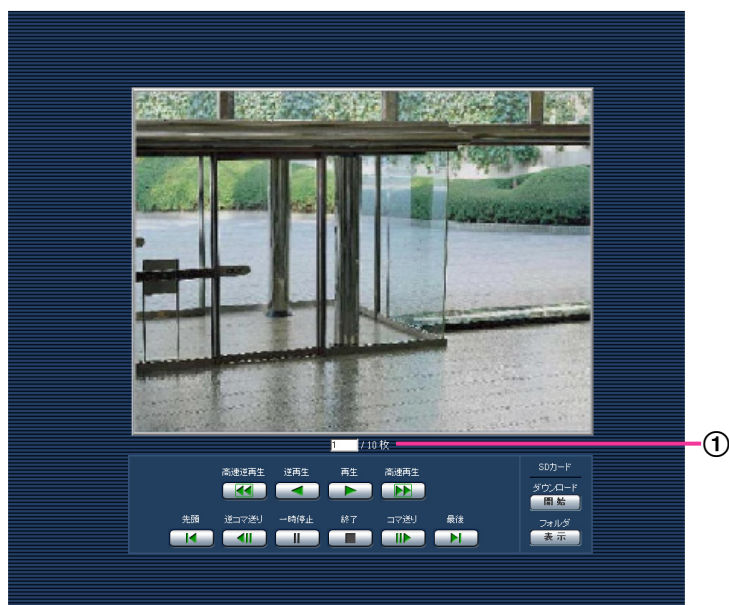 1 / 10 枚
①
高速逆再生 逆再生 再生 高速再生
先頭 逆コマ送り 一時停止 終了 コマ送り 最後
SDカード
ダウンロード
開始
フォルダ
表示